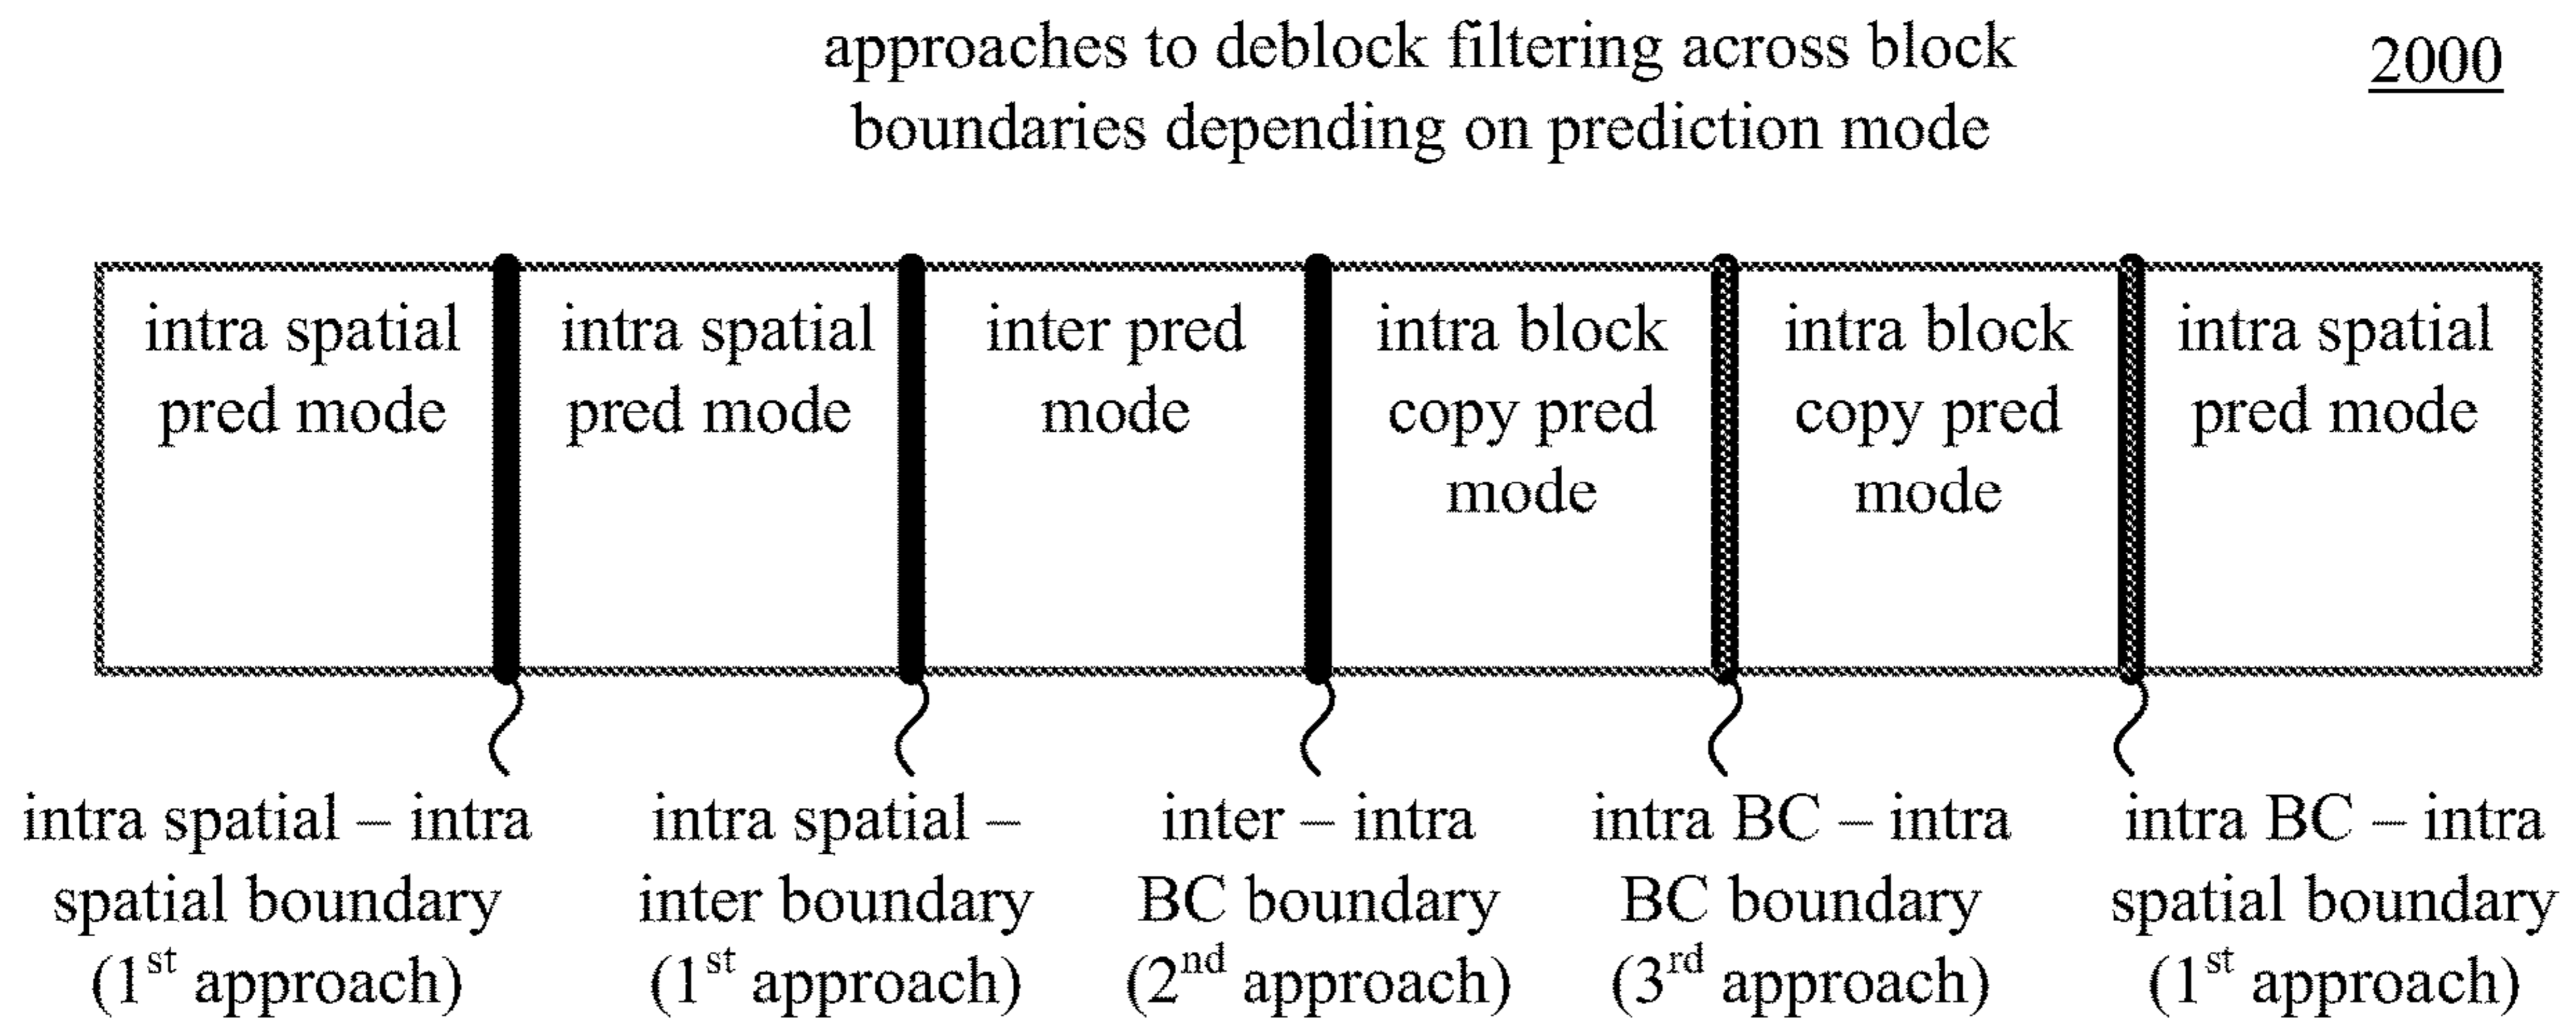 approaches to deblock filtering across block
boundaries depending on prediction mode
2000
intra spatial
pred mode
intra spatial
pred mode
inter pred
mode
intra block
copy pred
mode
intra block
copy pred
mode
intra spatial
pred mode
intra spatial – intra
spatial boundary
(1st approach)
intra spatial –
inter boundary
(1st approach)
inter – intra
BC boundary
(2nd approach)
intra BC – intra
BC boundary
(3rd approach)
intra BC – intra
spatial boundary
(1st approach)